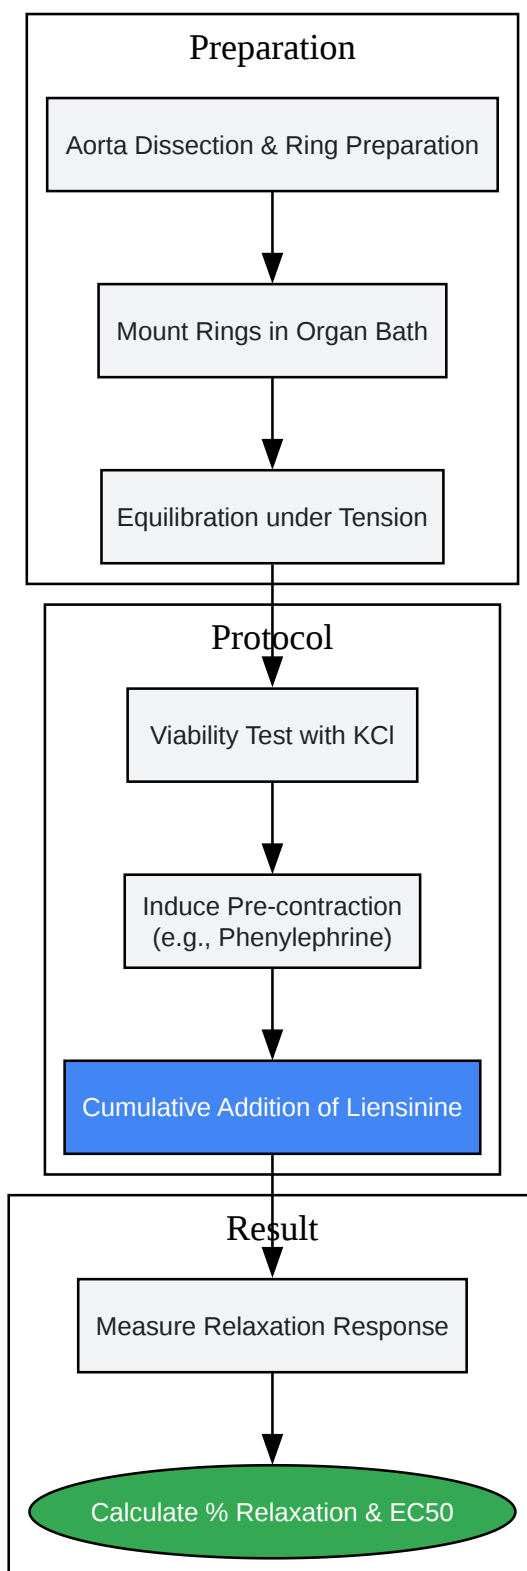 Preparation
Aorta Dissection & Ring Preparation
Mount Rings in Organ Bath
Equilibration under Tension
Protocol
Viability Test with KCl
Induce Pre-contraction
(e.g., Phenylephrine)
Cumulative Addition of Liensinine
Result
Measure Relaxation Response
Calculate % Relaxation & EC50